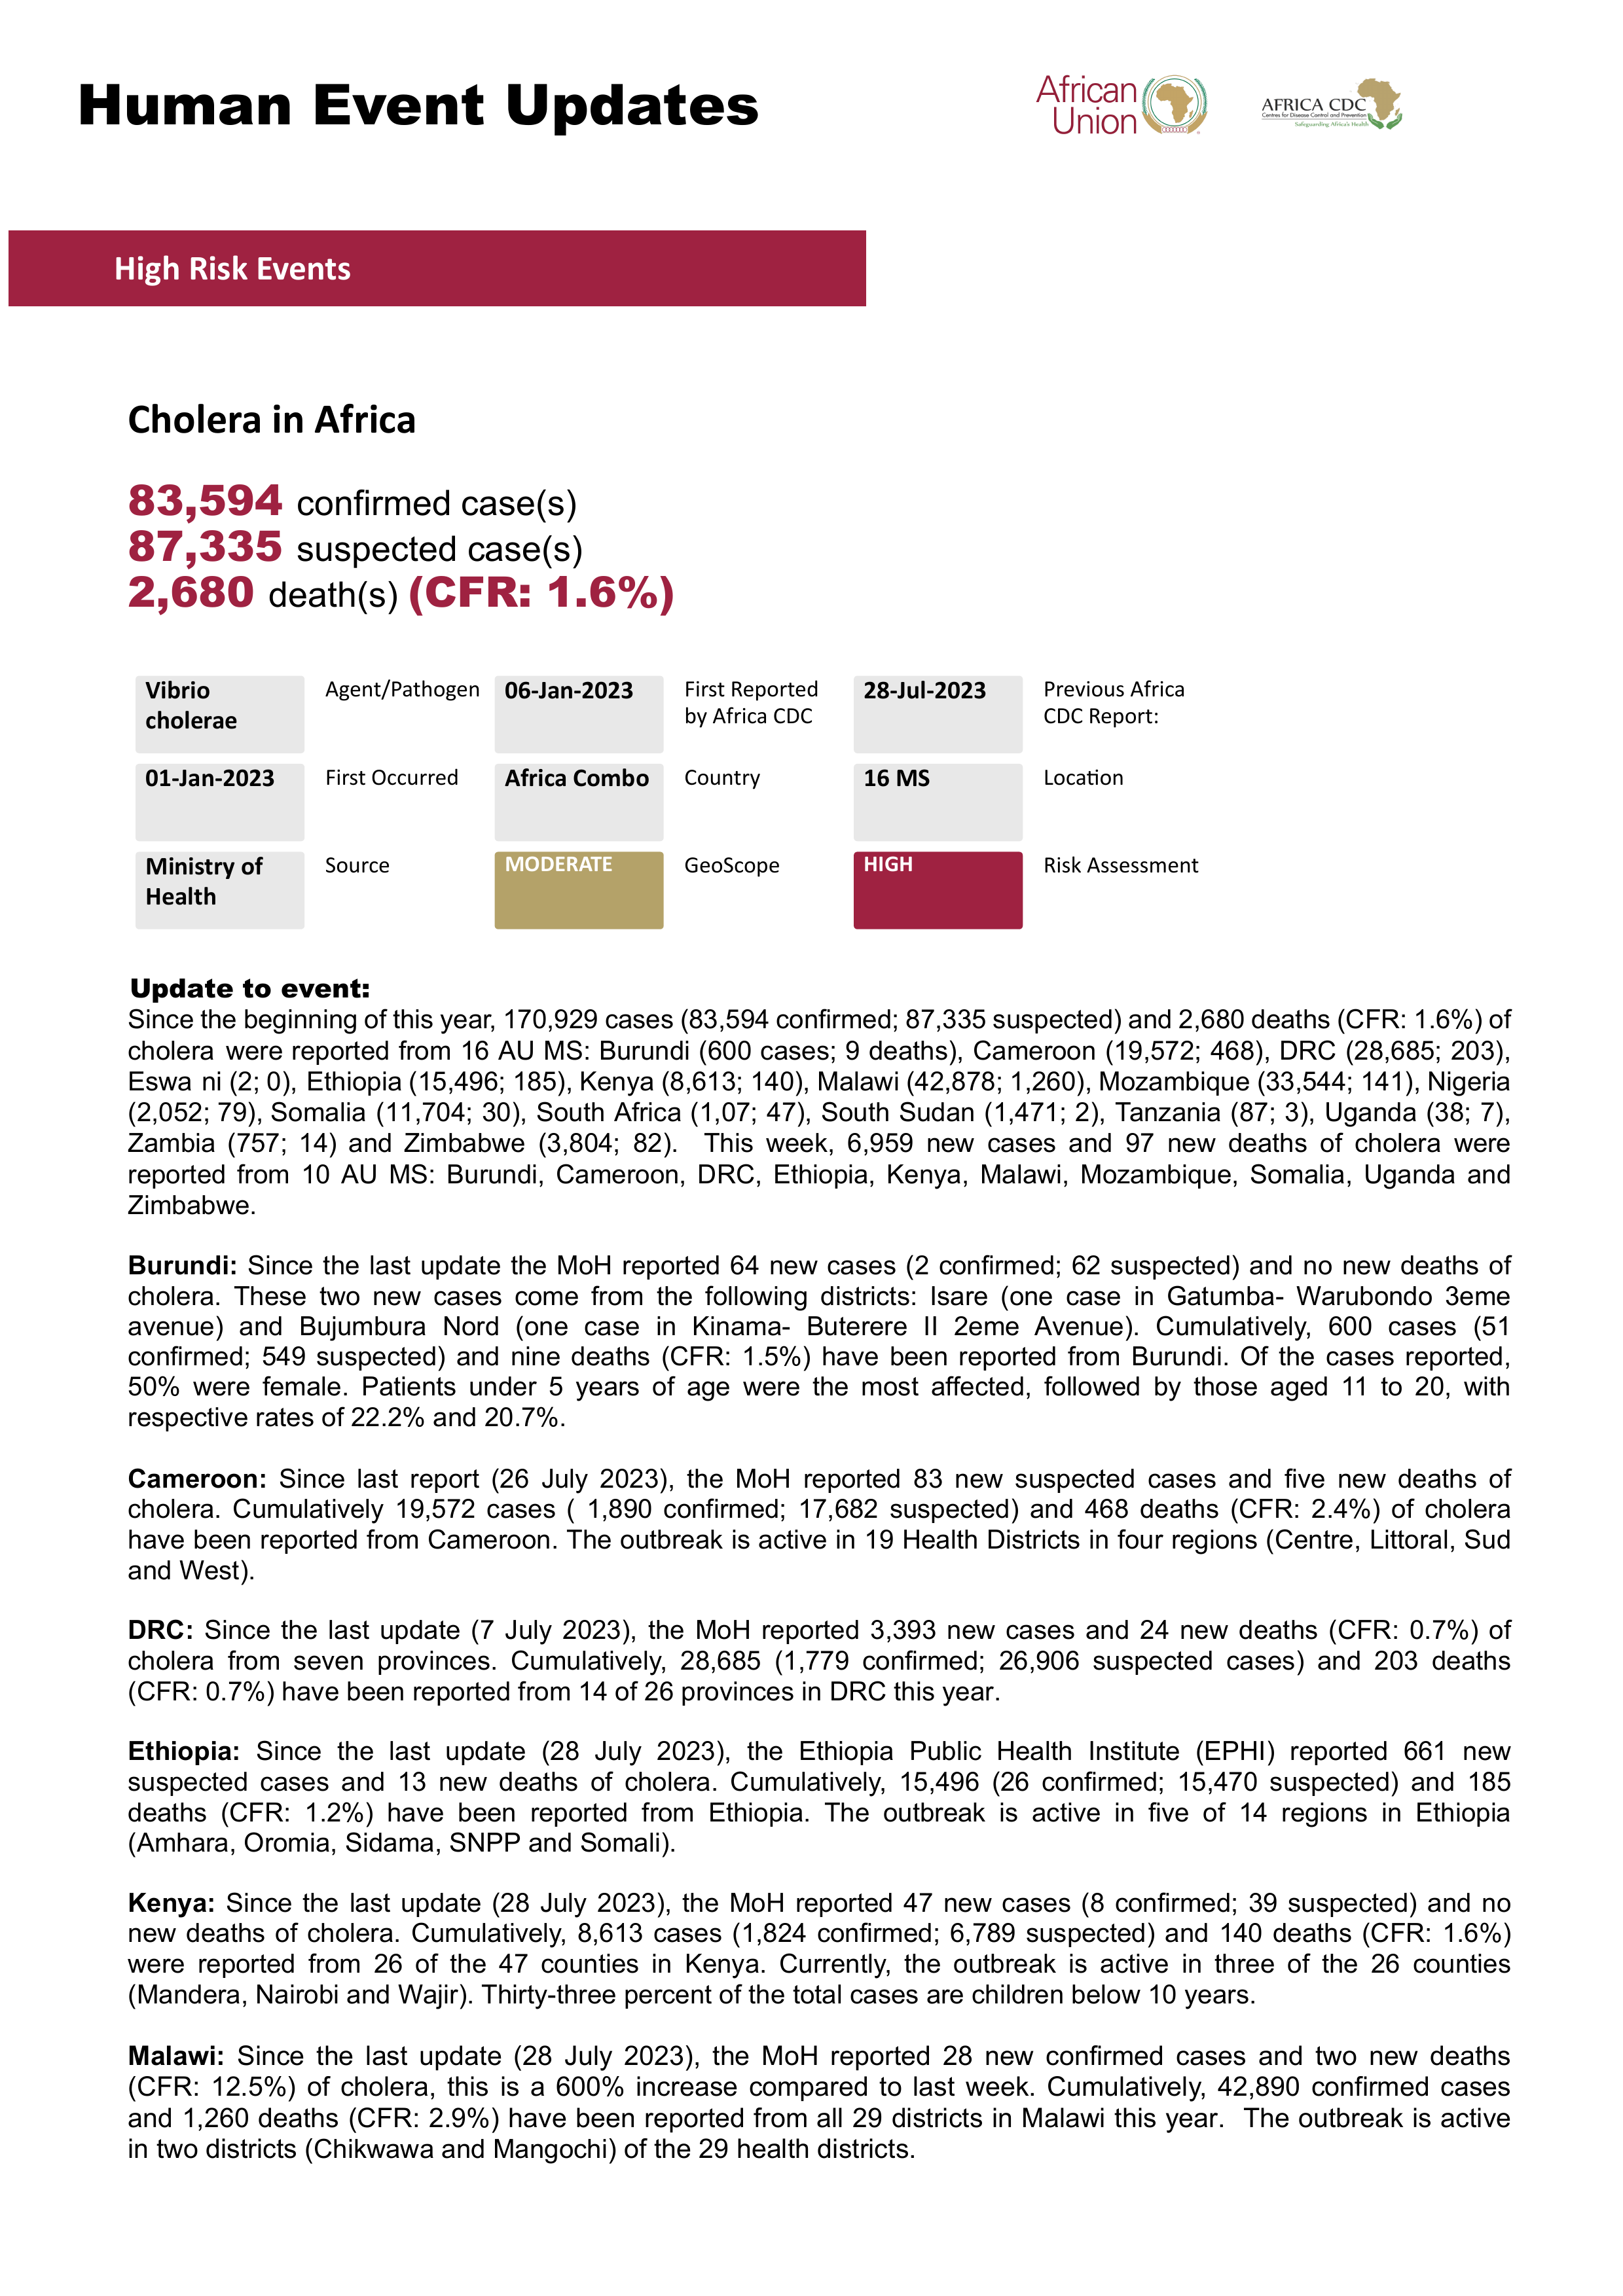 Human Event Updates
African
Union
AFRICA CDC
Centres for Disease Control and Prevention
Safeguarding Africa's Health
High Risk Events
Cholera in Africa
83,594 confirmed case(s)
87,335 suspected case(s)
2,680 death(s) (CFR: 1.6%)
Vibrio cholerae Agent/Pathogen 06-Jan-2023 First Reported by Africa CDC 28-Jul-2023 Previous Africa CDC Report:
01-Jan-2023 First Occurred Africa Combo Country 16 MS Location
Ministry of Health Source MODERATE GeoScope HIGH Risk Assessment
Update to event:
Since the beginning of this year, 170,929 cases (83,594 confirmed; 87,335 suspected) and 2,680 deaths (CFR: 1.6%) of
cholera were reported from 16 AU MS: Burundi (600 cases; 9 deaths), Cameroon (19,572; 468), DRC (28,685; 203),
Eswa ni (2; 0), Ethiopia (15,496; 185), Kenya (8,613; 140), Malawi (42,878; 1,260), Mozambique (33,544; 141), Nigeria
(2,052; 79), Somalia (11,704; 30), South Africa (1,07; 47), South Sudan (1,471; 2), Tanzania (87; 3), Uganda (38; 7),
Zambia (757; 14) and Zimbabwe (3,804; 82). This week, 6,959 new cases and 97 new deaths of cholera were
reported from 10 AU MS: Burundi, Cameroon, DRC, Ethiopia, Kenya, Malawi, Mozambique, Somalia, Uganda and
Zimbabwe.
Burundi: Since the last update the MoH reported 64 new cases (2 confirmed; 62 suspected) and no new deaths of
cholera. These two new cases come from the following districts: Isare (one case in Gatumba- Warubondo 3eme
avenue) and Bujumbura Nord (one case in Kinama- Buterere II 2eme Avenue). Cumulatively, 600 cases (51
confirmed; 549 suspected) and nine deaths (CFR: 1.5%) have been reported from Burundi. Of the cases reported,
50% were female. Patients under 5 years of age were the most affected, followed by those aged 11 to 20, with
respective rates of 22.2% and 20.7%.
Cameroon: Since last report (26 July 2023), the MoH reported 83 new suspected cases and five new deaths of
cholera. Cumulatively 19,572 cases ( 1,890 confirmed; 17,682 suspected) and 468 deaths (CFR: 2.4%) of cholera
have been reported from Cameroon. The outbreak is active in 19 Health Districts in four regions (Centre, Littoral, Sud
and West).
DRC: Since the last update (7 July 2023), the MoH reported 3,393 new cases and 24 new deaths (CFR: 0.7%) of
cholera from seven provinces. Cumulatively, 28,685 (1,779 confirmed; 26,906 suspected cases) and 203 deaths
(CFR: 0.7%) have been reported from 14 of 26 provinces in DRC this year.
Ethiopia: Since the last update (28 July 2023), the Ethiopia Public Health Institute (EPHI) reported 661 new
suspected cases and 13 new deaths of cholera. Cumulatively, 15,496 (26 confirmed; 15,470 suspected) and 185
deaths (CFR: 1.2%) have been reported from Ethiopia. The outbreak is active in five of 14 regions in Ethiopia
(Amhara, Oromia, Sidama, SNPP and Somali).
Kenya: Since the last update (28 July 2023), the MoH reported 47 new cases (8 confirmed; 39 suspected) and no
new deaths of cholera. Cumulatively, 8,613 cases (1,824 confirmed; 6,789 suspected) and 140 deaths (CFR: 1.6%)
were reported from 26 of the 47 counties in Kenya. Currently, the outbreak is active in three of the 26 counties
(Mandera, Nairobi and Wajir). Thirty-three percent of the total cases are children below 10 years.
Malawi: Since the last update (28 July 2023), the MoH reported 28 new confirmed cases and two new deaths
(CFR: 12.5%) of cholera, this is a 600% increase compared to last week. Cumulatively, 42,890 confirmed cases
and 1,260 deaths (CFR: 2.9%) have been reported from all 29 districts in Malawi this year. The outbreak is active
in two districts (Chikwawa and Mangochi) of the 29 health districts.